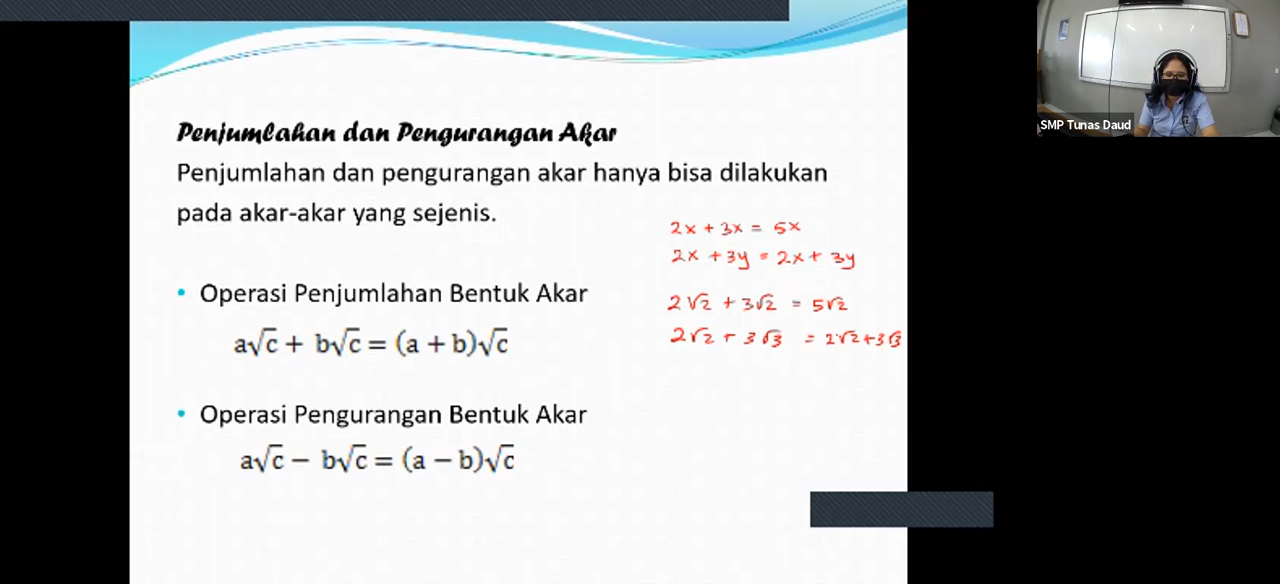 Penjumlahan dan Pengurangan Akar
Penjumlahan dan pengurangan akar hanya bisa dilakukan
pada akar-akar yang sejenis.
• Operasi Penjumlahan Bentuk Akar
a√c + b√c = (a + b)√c
• Operasi Pengurangan Bentuk Akar
a√c − b√c = (a − b)√c
2x + 3x = 5x
2x + 3y = 2x + 3y
2√2 + 3√2 = 5√2
2√2 + 3√3 = 2√2 + 3√3
SMP Tunas Daud